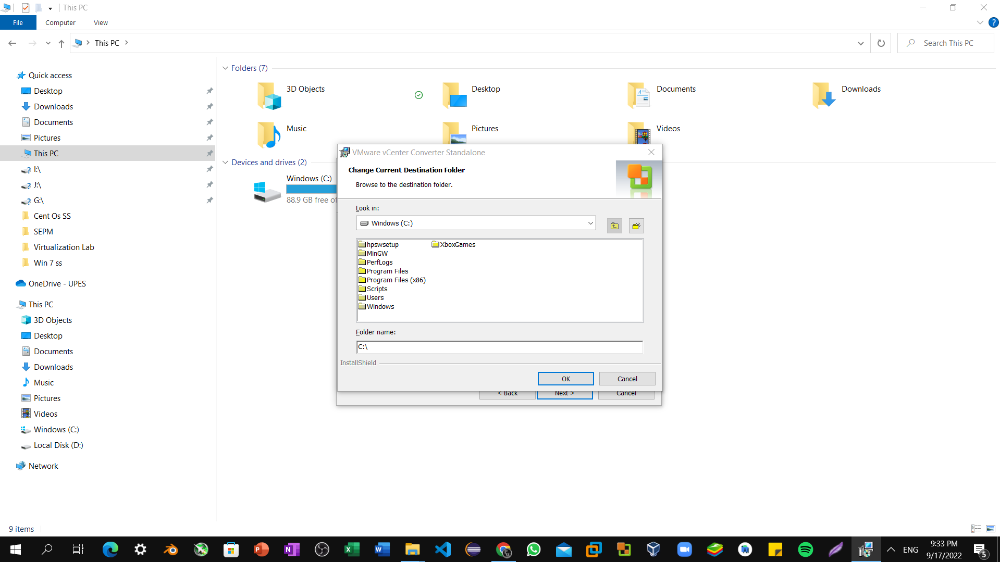 This PC
File
Computer
View
This PC
Search This PC
Quick access
Desktop
Downloads
Documents
Pictures
This PC
I:\
J:\
G:\
Cent Os SS
SEPM
Virtualization Lab
Win 7 ss
OneDrive - UPES
This PC
3D Objects
Desktop
Documents
Downloads
Music
Pictures
Videos
Windows (C:)
Local Disk (D:)
Network
Folders (7)
3D Objects
Desktop
Documents
Downloads
Music
Pictures
Videos
Devices and drives (2)
Windows (C:)
88.9 GB free of
VMware vCenter Converter Standalone
Change Current Destination Folder
Browse to the destination folder.
Look in:
Windows (C:)
hpswsetup
MinGW
PerfLogs
Program Files
Program Files (x86)
Scripts
Users
Windows
XboxGames
Folder name:
C:\
InstallShield
OK
Cancel
< Back
Next >
Cancel
9 items
ENG
9:33 PM
9/17/2022
5